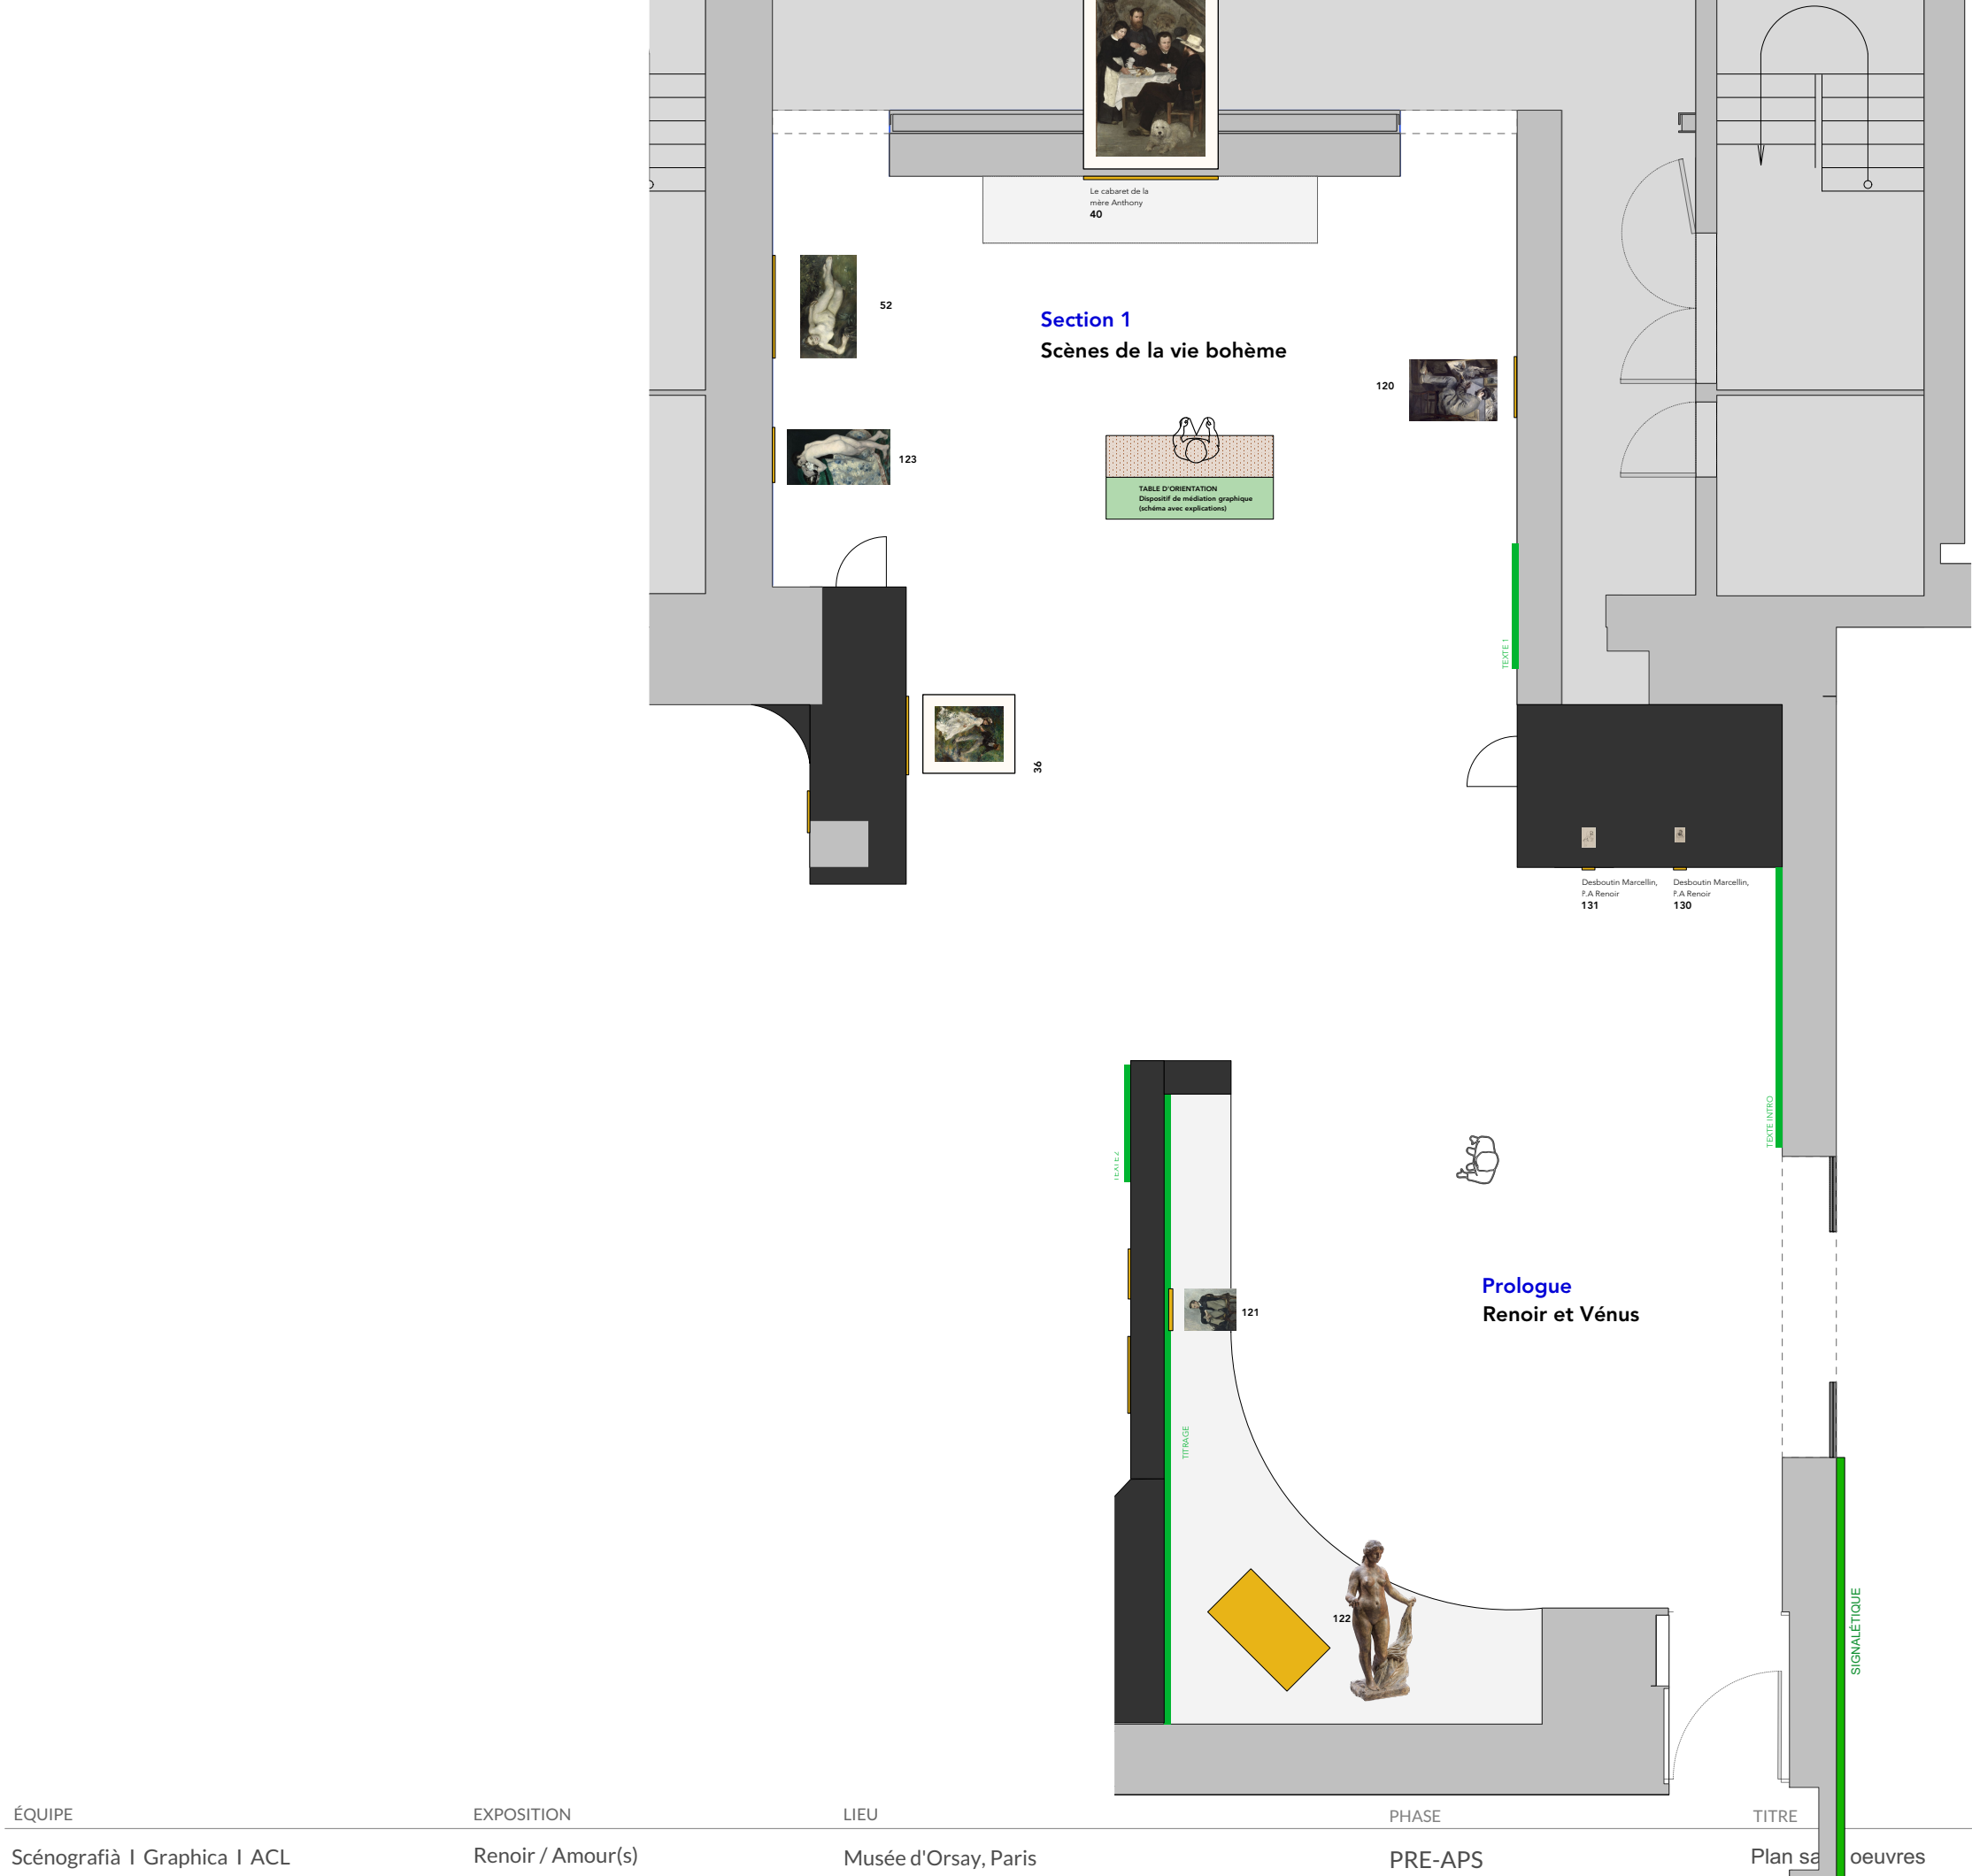 Le cabaret de la
mère Anthony
40
52
Section 1
Scènes de la vie bohème
120
123
TABLE D'ORIENTATION
Dispositif de médiation graphique
(schéma avec explications)
TEXTE 1
36
Desboutin Marcellin,
P.A Renoir
131
Desboutin Marcellin,
P.A Renoir
130
TEXTE INTRO
Prologue
Renoir et Vénus
121
TITRAGE
122
SIGNALÉTIQUE
ÉQUIPE
EXPOSITION
LIEU
PHASE
TITRE
Scénografià I Graphica I ACL
Renoir / Amour(s)
Musée d'Orsay, Paris
PRE-APS
Plan oeuvres